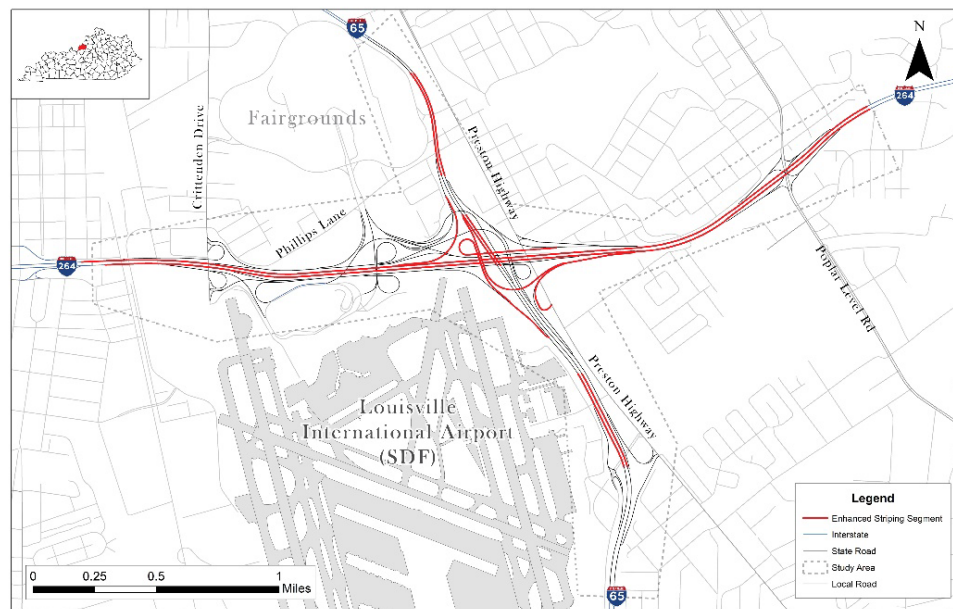 65
N
264
Fairgrounds
Crittenden Drive
Preston Highway
Phillips Lane
264
Poplar Level Rd
Preston Highway
Louisville
International Airport
(SDF)
Legend
Enhanced Striping Segment
Interstate
State Road
Study Area
Local Road
0 0.25 0.5 1
Miles
65